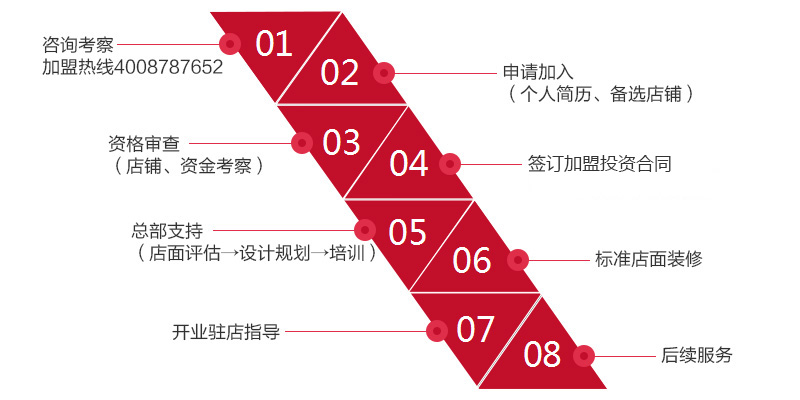 01
咨询考察
加盟热线4008787652
02
申请加入
（个人简历、备选店铺）
03
资格审查
（店铺、资金考察）
04
签订加盟投资合同
05
总部支持
（店面评估→设计规划→培训）
06
标准店面装修
07
开业驻店指导
08
后续服务